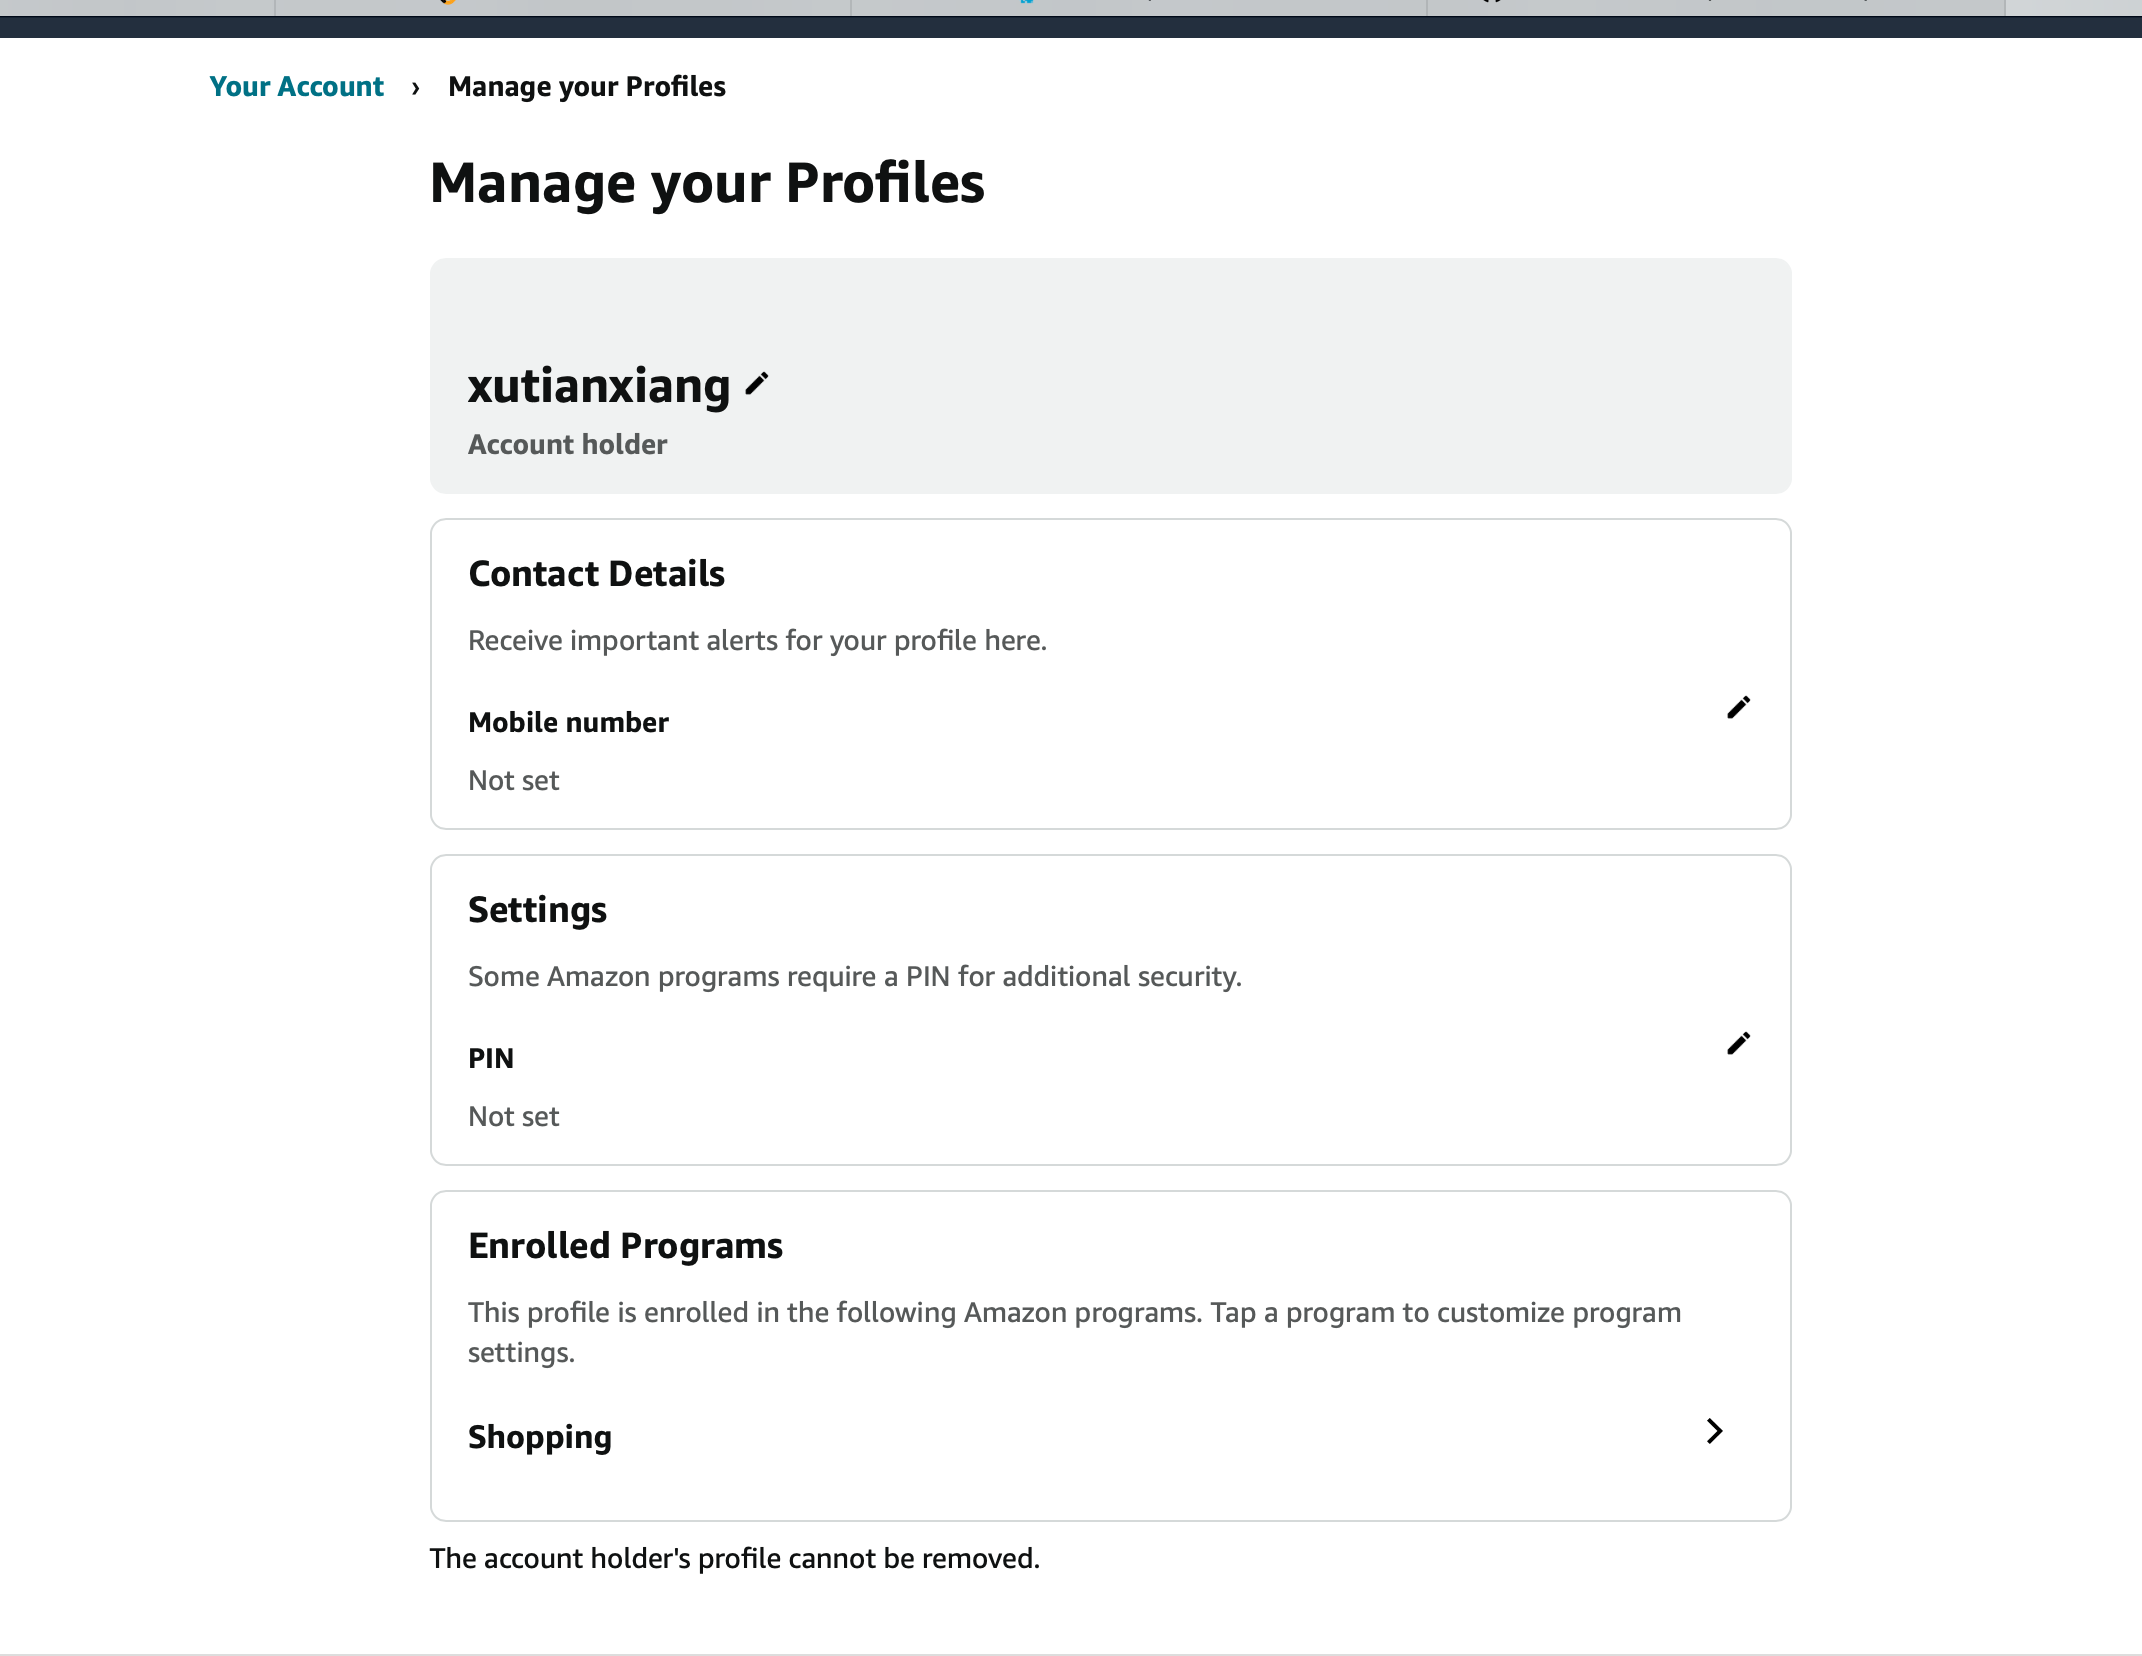 Your Account › Manage your Profiles
Manage your Profiles
xutianxiang
Account holder
Contact Details
Receive important alerts for your profile here.
Mobile number
Not set
Settings
Some Amazon programs require a PIN for additional security.
PIN
Not set
Enrolled Programs
This profile is enrolled in the following Amazon programs. Tap a program to customize program
settings.
Shopping
The account holder's profile cannot be removed.